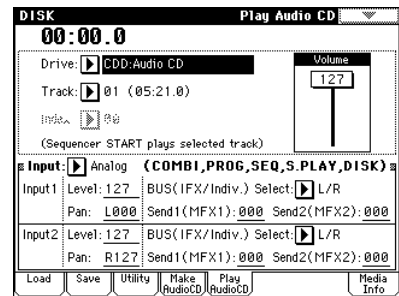 DISK Play Audio CD
00:00.0
Drive: CDD:Audio CD
Volume
127
Track: 01 (05:21.0)
(Sequencer START plays selected track)
Input: Analog (COMBI,PROG,SEQ,S.PLAY,DISK)
Input1 Level: 127 BUS(IFX/Indiv.) Select: L/R
Pan: L000 Send1(MFX1): 000 Send2(MFX2): 000
Input2 Level: 127 BUS(IFX/Indiv.) Select: L/R
Pan: R127 Send1(MFX1): 000 Send2(MFX2): 000
Load Save Utility Make AudioCD Play AudioCD Media Info